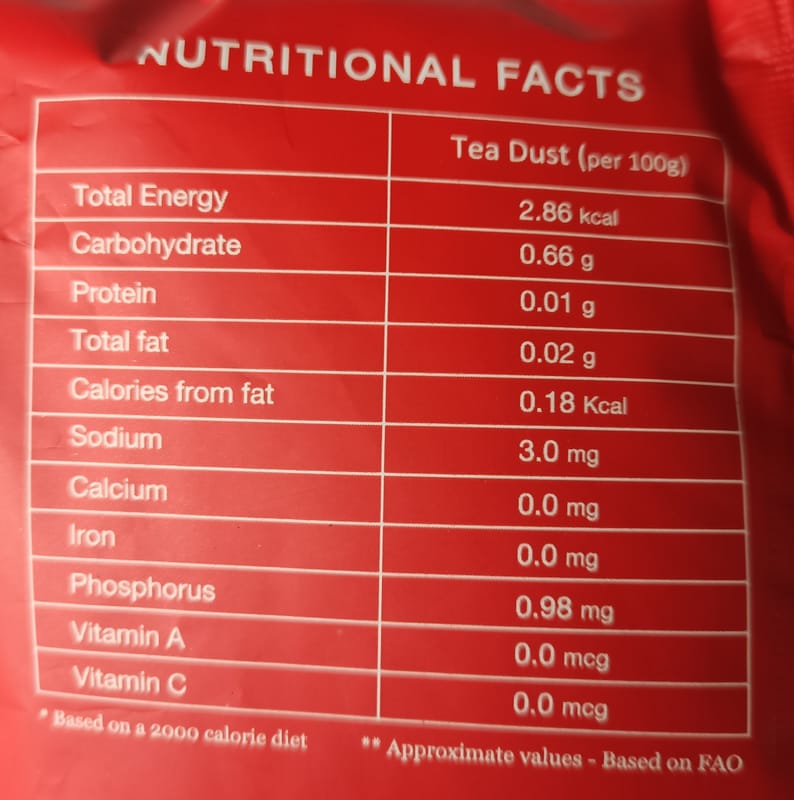 NUTRITIONAL FACTS
Tea Dust (per 100g)
Total Energy 2.86 kcal
Carbohydrate 0.66 g
Protein 0.01 g
Total fat 0.02 g
Calories from fat 0.18 Kcal
Sodium 3.0 mg
Calcium 0.0 mg
Iron 0.0 mg
Phosphorus 0.98 mg
Vitamin A 0.0 mcg
Vitamin C 0.0 mcg
* Based on a 2000 calorie diet ** Approximate values - Based on FAO